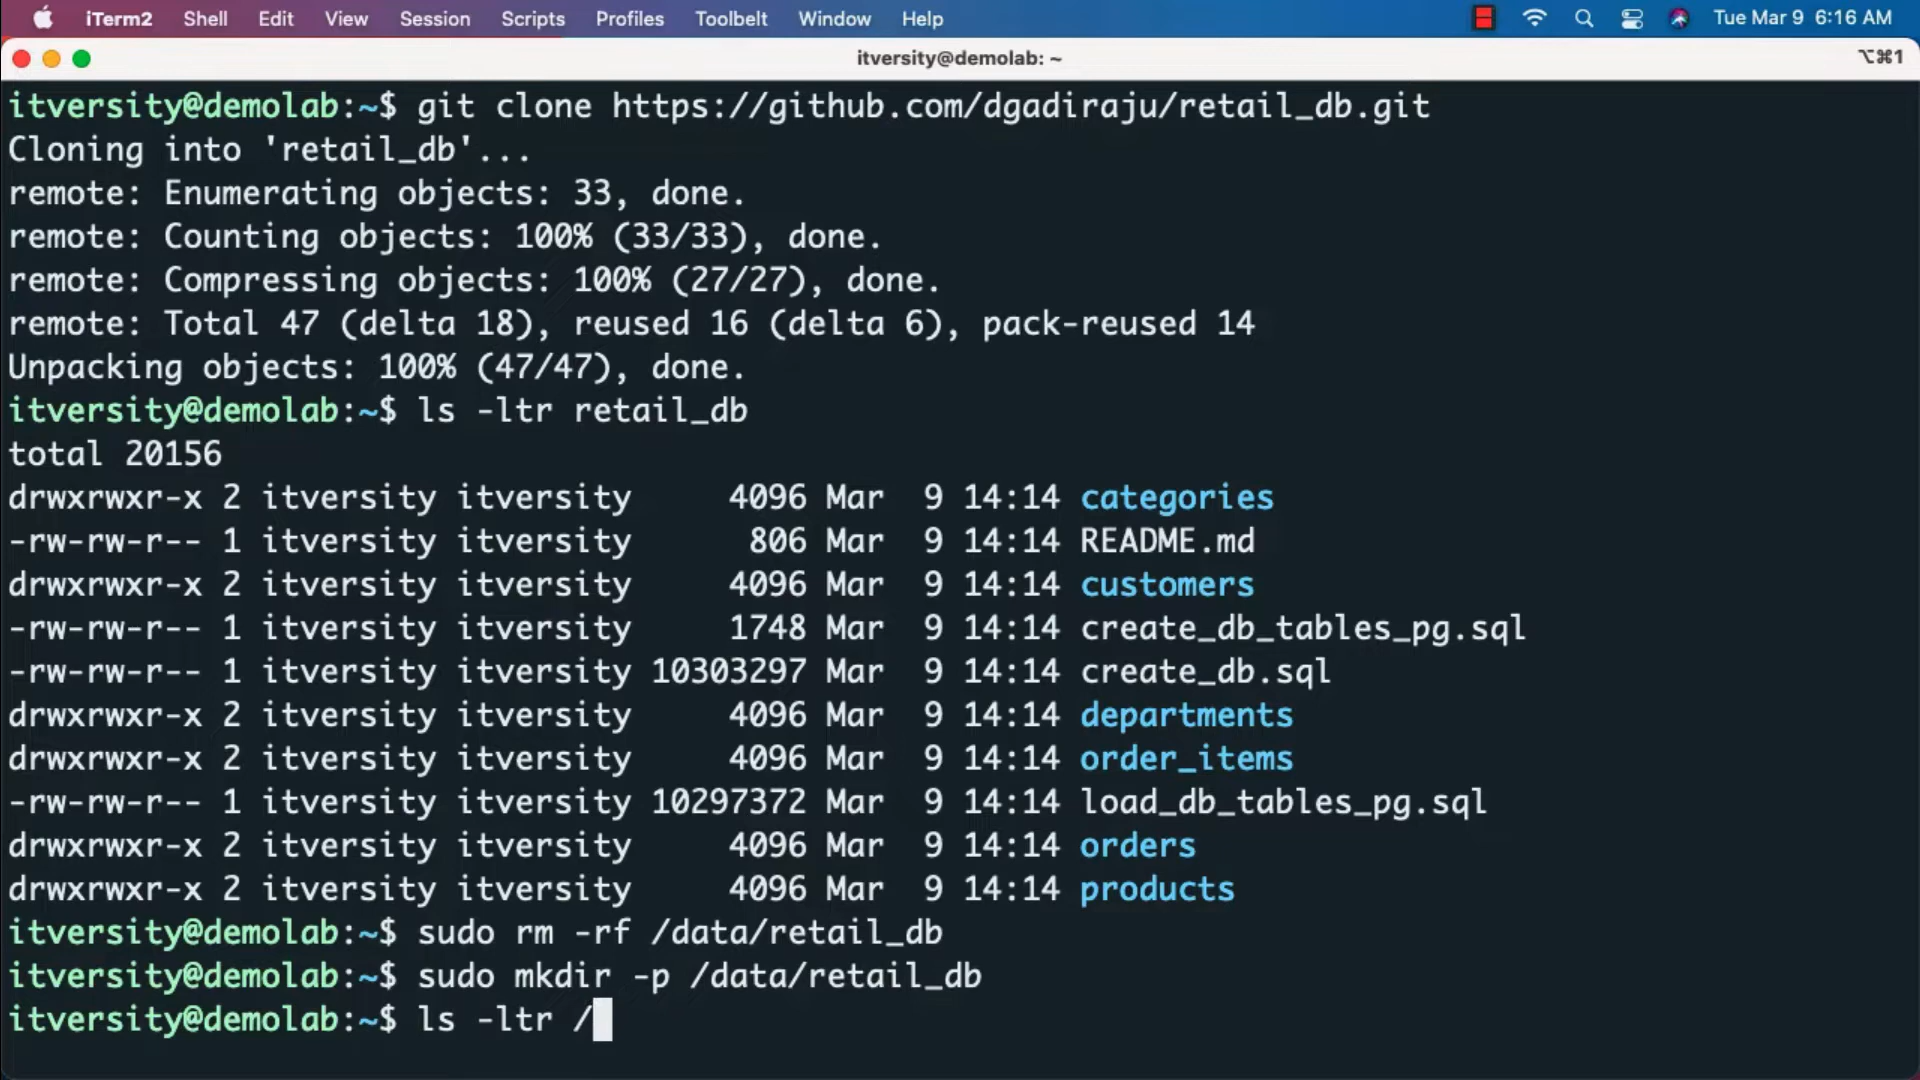 iTerm2 Shell Edit View Session Scripts Profiles Toolbelt Window Help Tue Mar 9 6:16 AM
itversity@demolab: ~ ⌥⌘1
itversity@demolab:~$ git clone https://github.com/dgadiraju/retail_db.git
Cloning into 'retail_db'...
remote: Enumerating objects: 33, done.
remote: Counting objects: 100% (33/33), done.
remote: Compressing objects: 100% (27/27), done.
remote: Total 47 (delta 18), reused 16 (delta 6), pack-reused 14
Unpacking objects: 100% (47/47), done.
itversity@demolab:~$ ls -ltr retail_db
total 20156
drwxrwxr-x 2 itversity itversity     4096 Mar  9 14:14 categories
-rw-rw-r-- 1 itversity itversity      806 Mar  9 14:14 README.md
drwxrwxr-x 2 itversity itversity     4096 Mar  9 14:14 customers
-rw-rw-r-- 1 itversity itversity     1748 Mar  9 14:14 create_db_tables_pg.sql
-rw-rw-r-- 1 itversity itversity 10303297 Mar  9 14:14 create_db.sql
drwxrwxr-x 2 itversity itversity     4096 Mar  9 14:14 departments
drwxrwxr-x 2 itversity itversity     4096 Mar  9 14:14 order_items
-rw-rw-r-- 1 itversity itversity 10297372 Mar  9 14:14 load_db_tables_pg.sql
drwxrwxr-x 2 itversity itversity     4096 Mar  9 14:14 orders
drwxrwxr-x 2 itversity itversity     4096 Mar  9 14:14 products
itversity@demolab:~$ sudo rm -rf /data/retail_db
itversity@demolab:~$ sudo mkdir -p /data/retail_db
itversity@demolab:~$ ls -ltr /